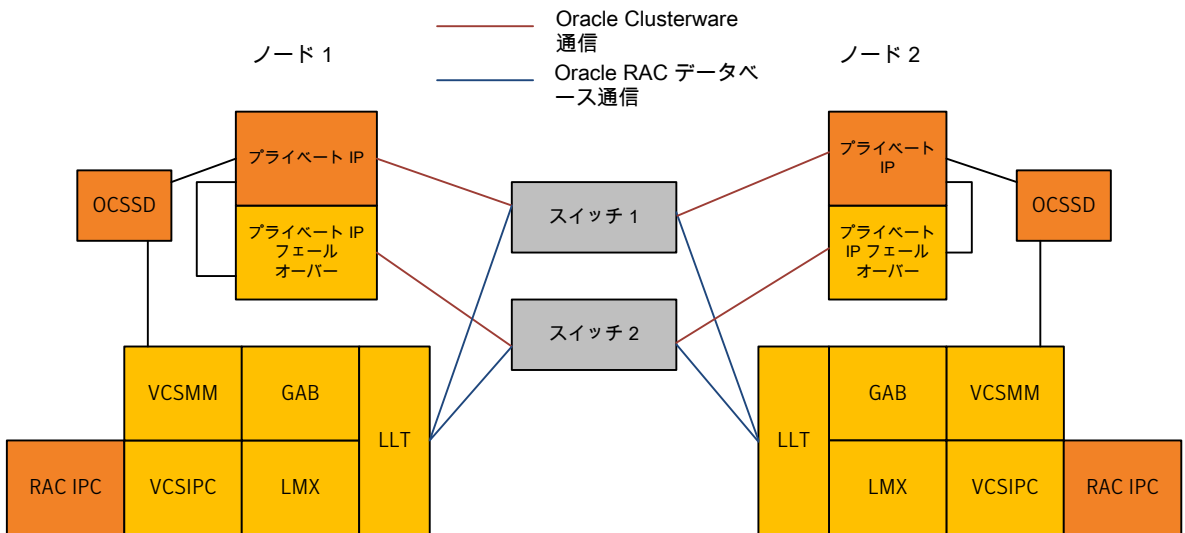 Oracle Clusterware
通信
Oracle RAC データベ
ース通信
ノード 1
ノード 2
プライベート IP
プライベート IP
フェール
オーバー
OCSSD
スイッチ 1
スイッチ 2
プライベート
IP
プライベート
IP フェール
オーバー
OCSSD
VCSMM
GAB
LLT
RAC IPC
VCSIPC
LMX
LLT
GAB
VCSMM
LMX
VCSIPC
RAC IPC